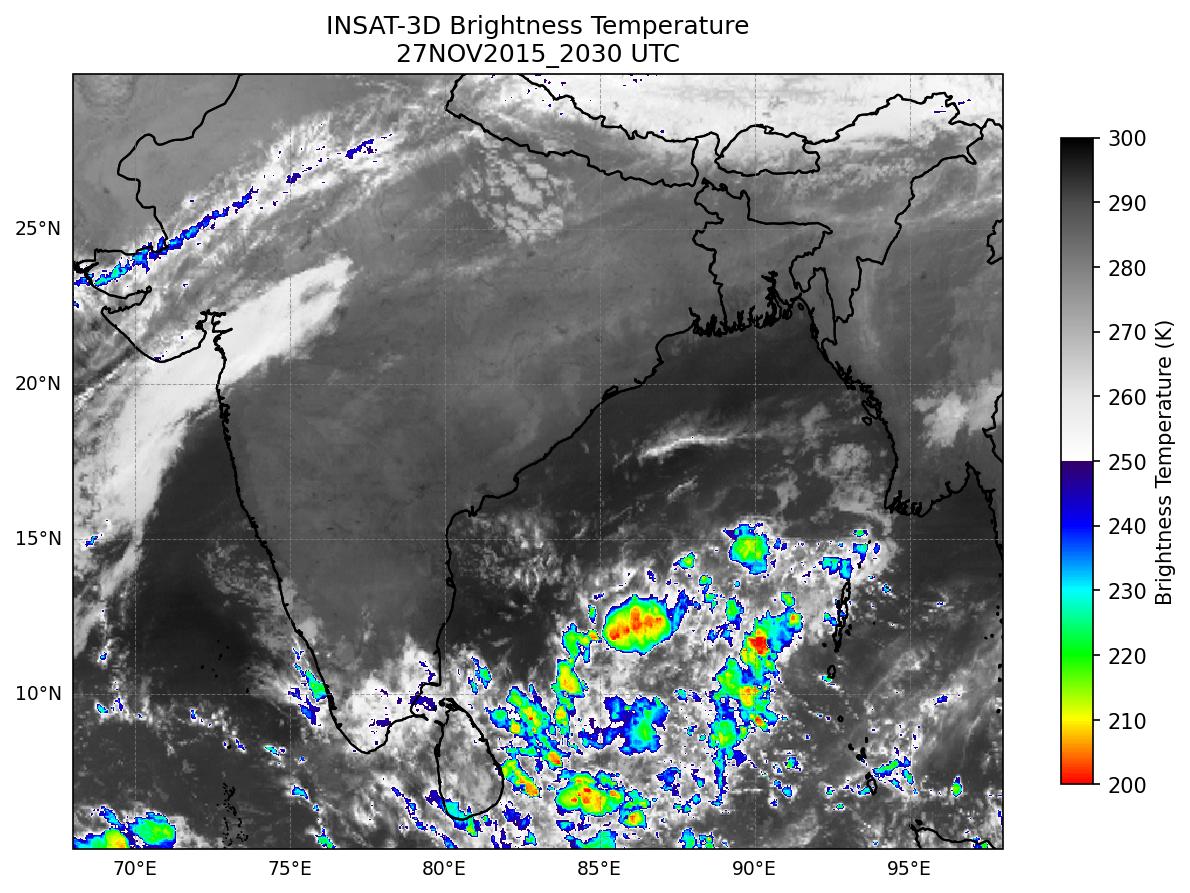 INSAT-3D Brightness Temperature
27NOV2015_2030 UTC
25°N
20°N
15°N
10°N
70°E
75°E
80°E
85°E
90°E
95°E
300
290
280
270
260
250
240
230
220
210
200
Brightness Temperature (K)